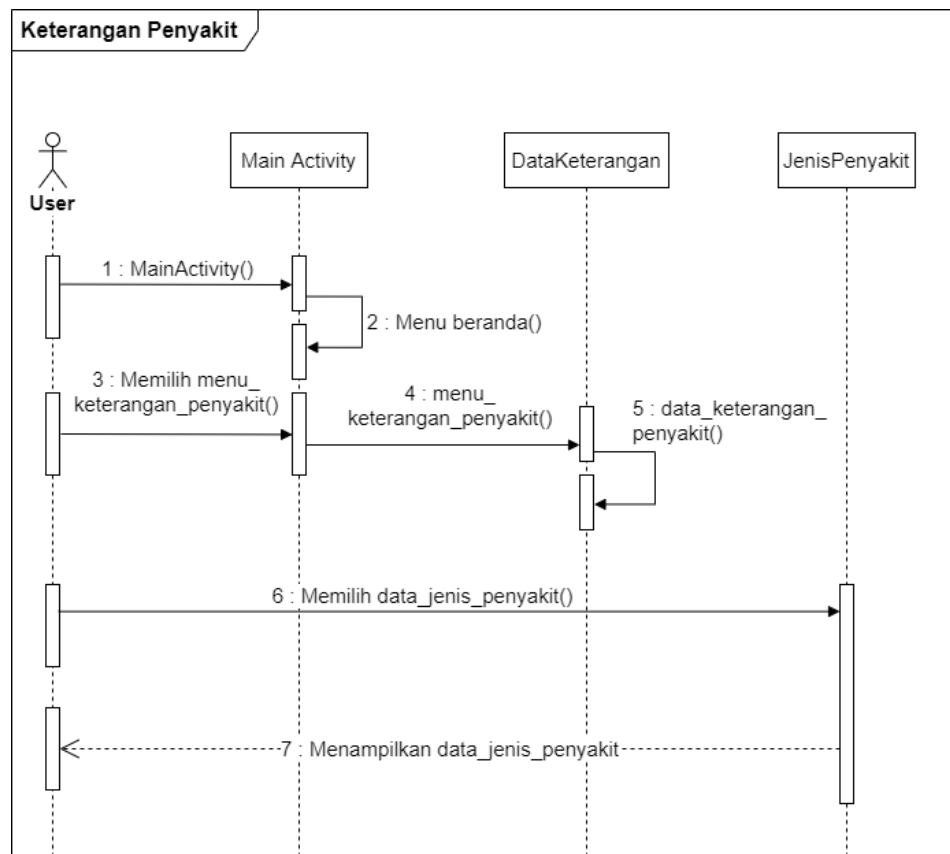 Keterangan Penyakit
User
Main Activity
DataKeterangan
JenisPenyakit
1 : MainActivity()
2 : Menu beranda()
3 : Memilih menu_
keterangan_penyakit()
4 : menu_
keterangan_penyakit()
5 : data_keterangan_
penyakit()
6 : Memilih data_jenis_penyakit()
7 : Menampilkan data_jenis_penyakit